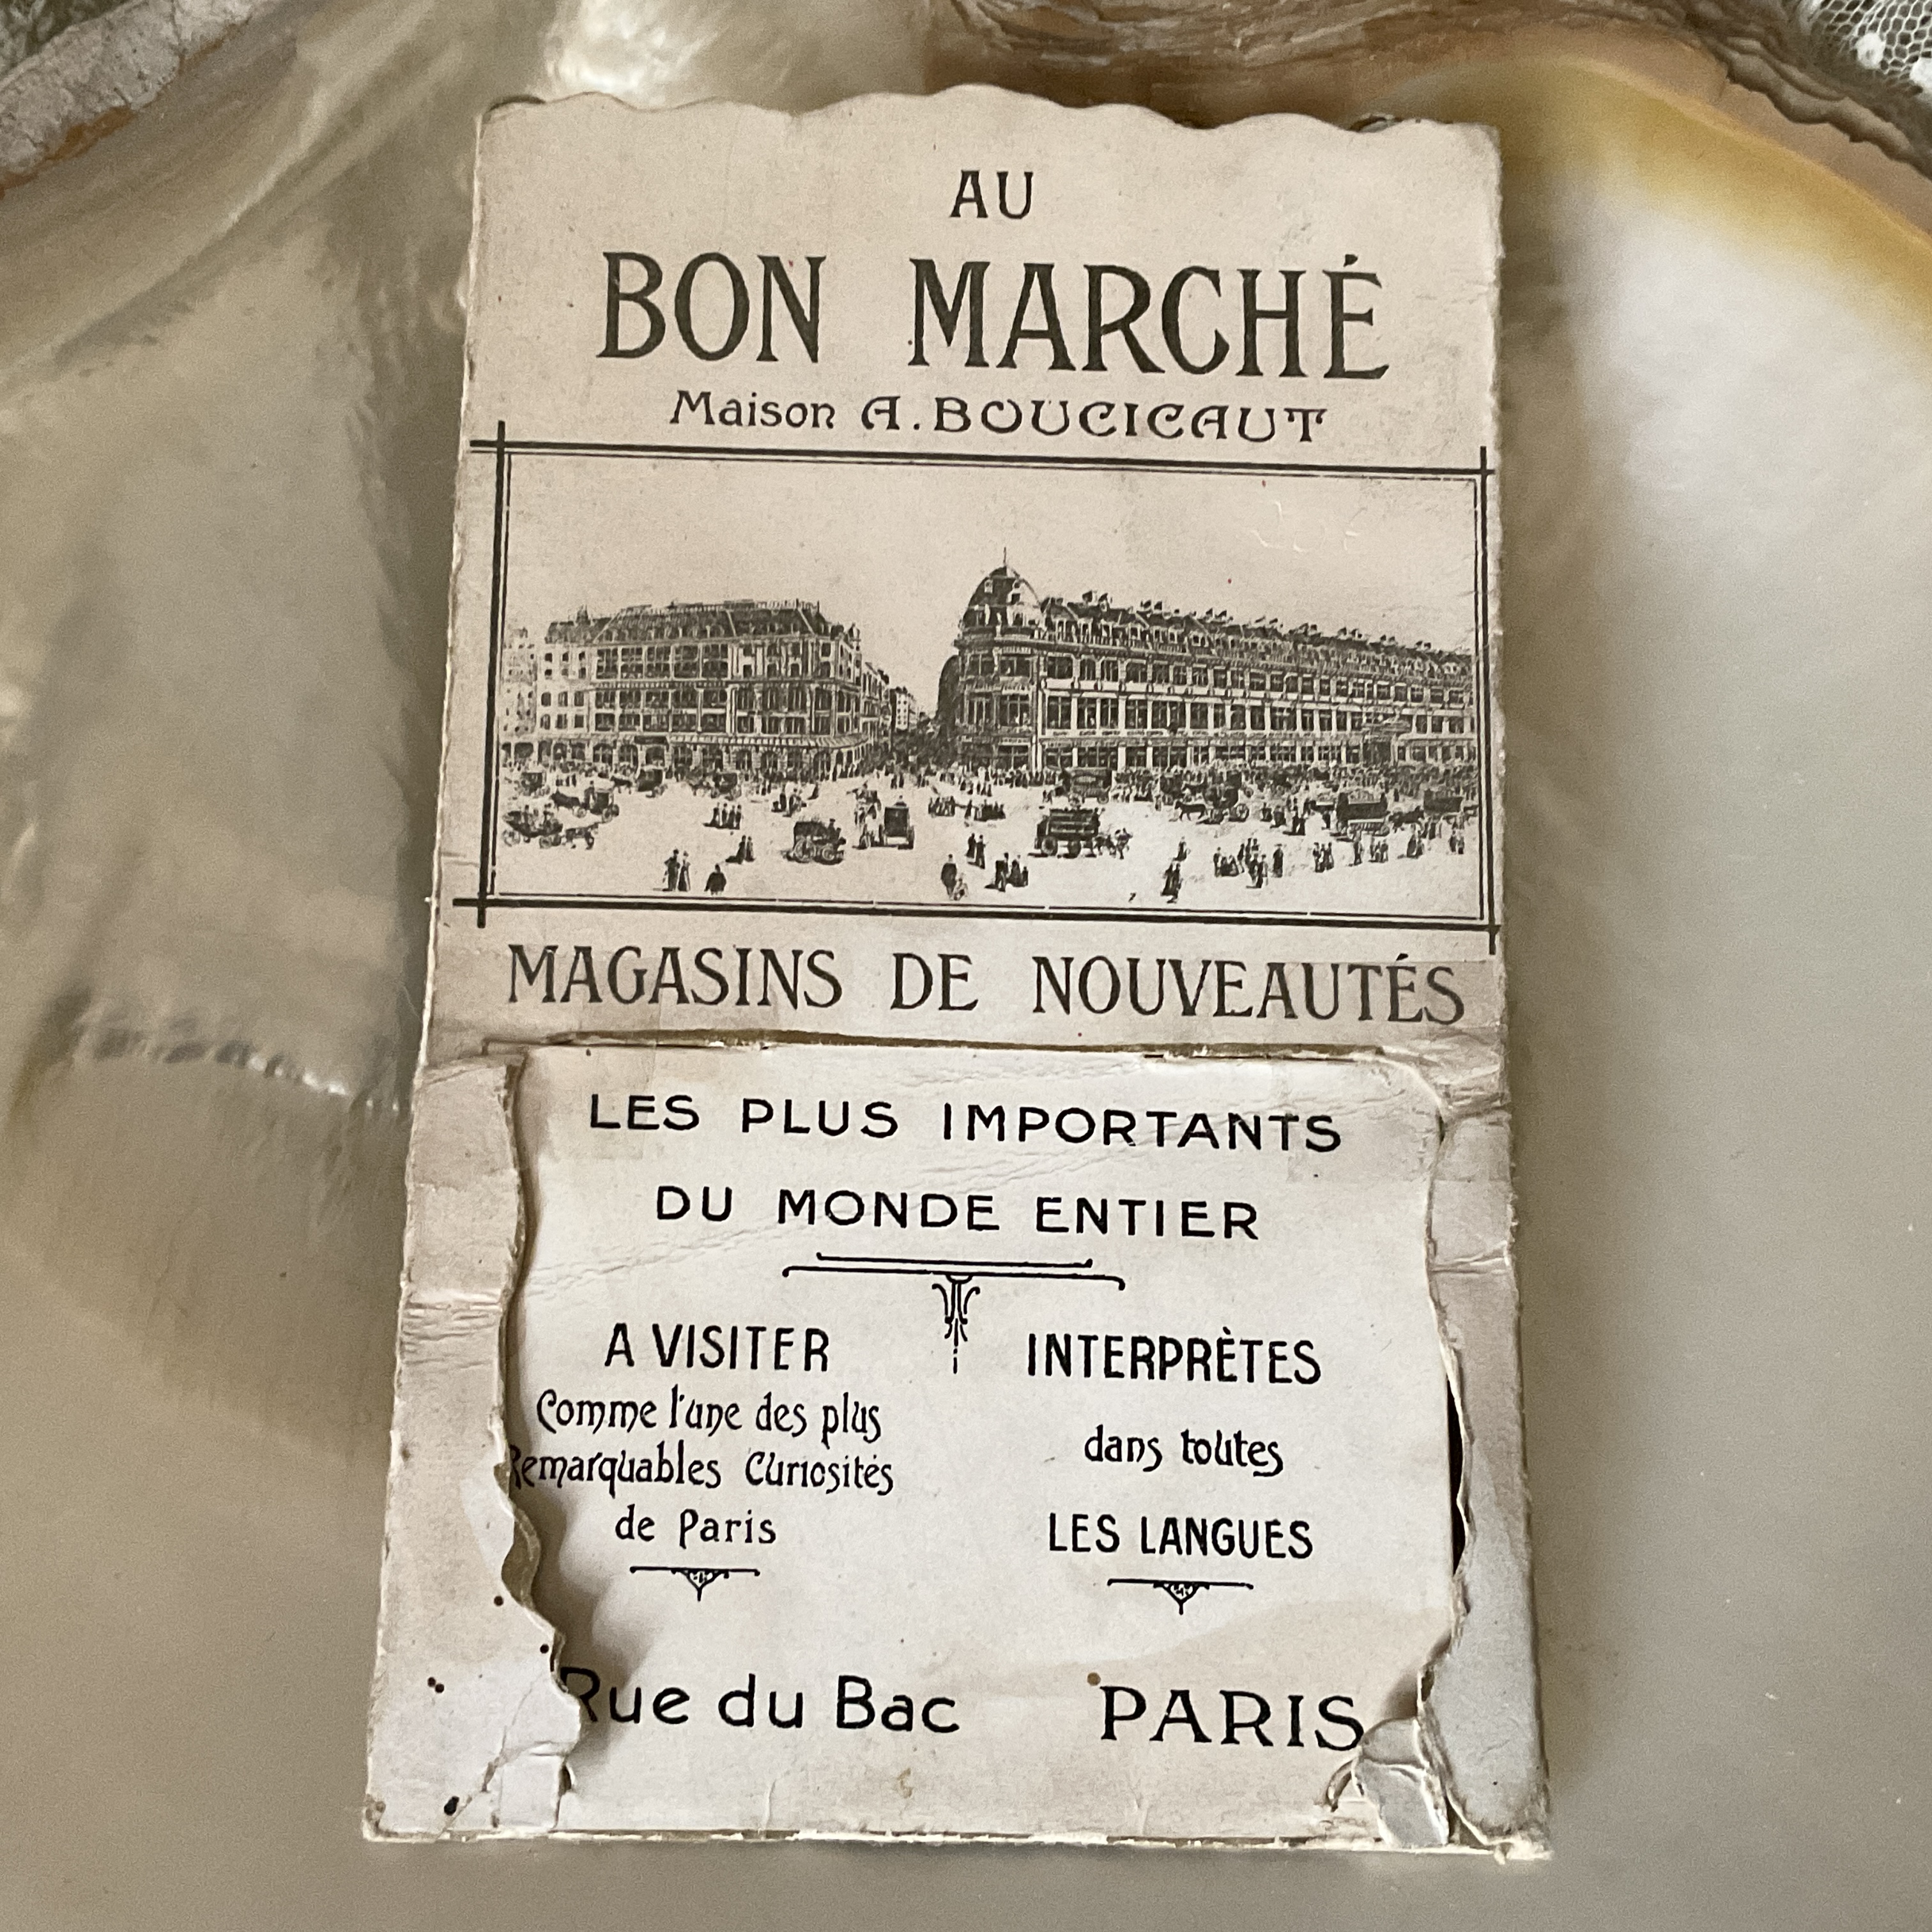 AU
BON MARCHÉ
Maison A. BOUCICAUT
MAGASINS DE NOUVEAUTÉS
LES PLUS IMPORTANTS
DU MONDE ENTIER
A VISITER
Comme l'une des plus
Remarquables Curiosités
de Paris
INTERPRÈTES
dans toutes
LES LANGUES
Rue du Bac PARIS